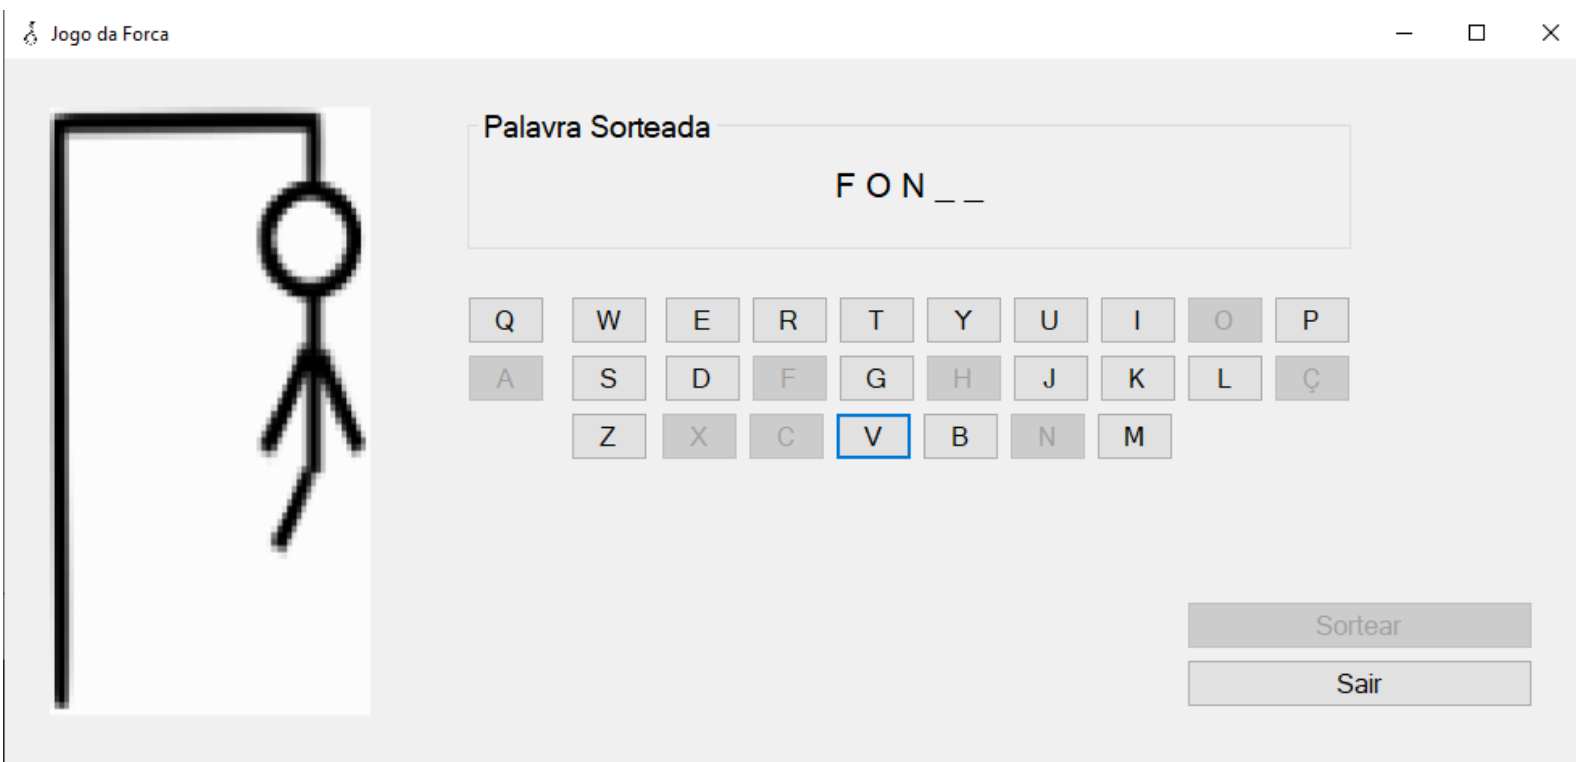 Jogo da Forca
Palavra Sorteada
F O N _ _
Q W E R T Y U I O P
A S D F G H J K L Ç
Z X C V B N M
Sortear
Sair